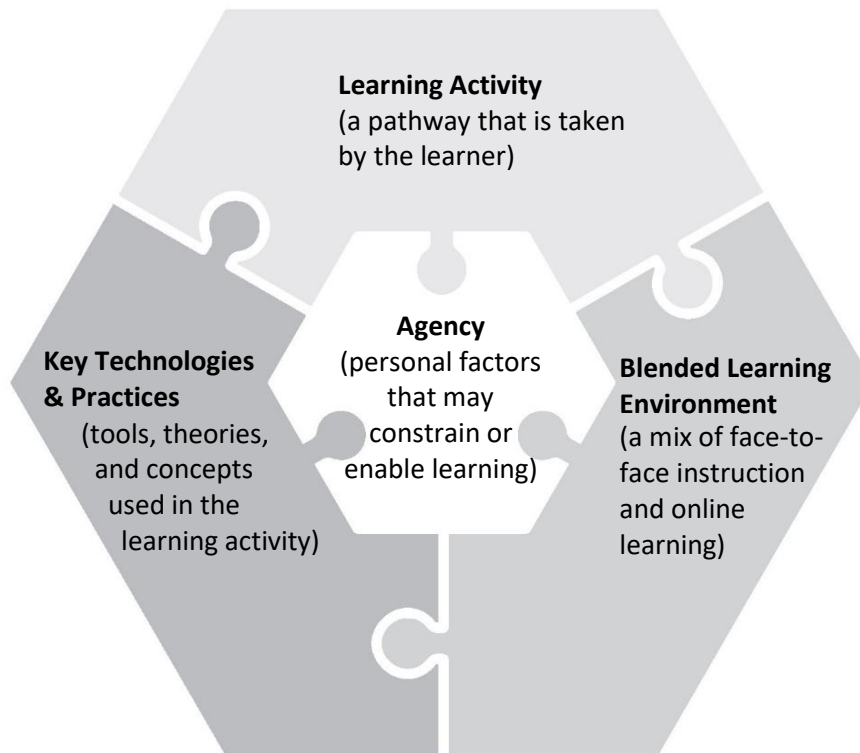 Learning Activity
(a pathway that is taken
by the learner)
Agency
(personal factors
that may
constrain or
enable learning)
Key Technologies
& Practices
(tools, theories,
and concepts
used in the
learning activity)
Blended Learning
Environment
(a mix of face-to-
face instruction
and online
learning)